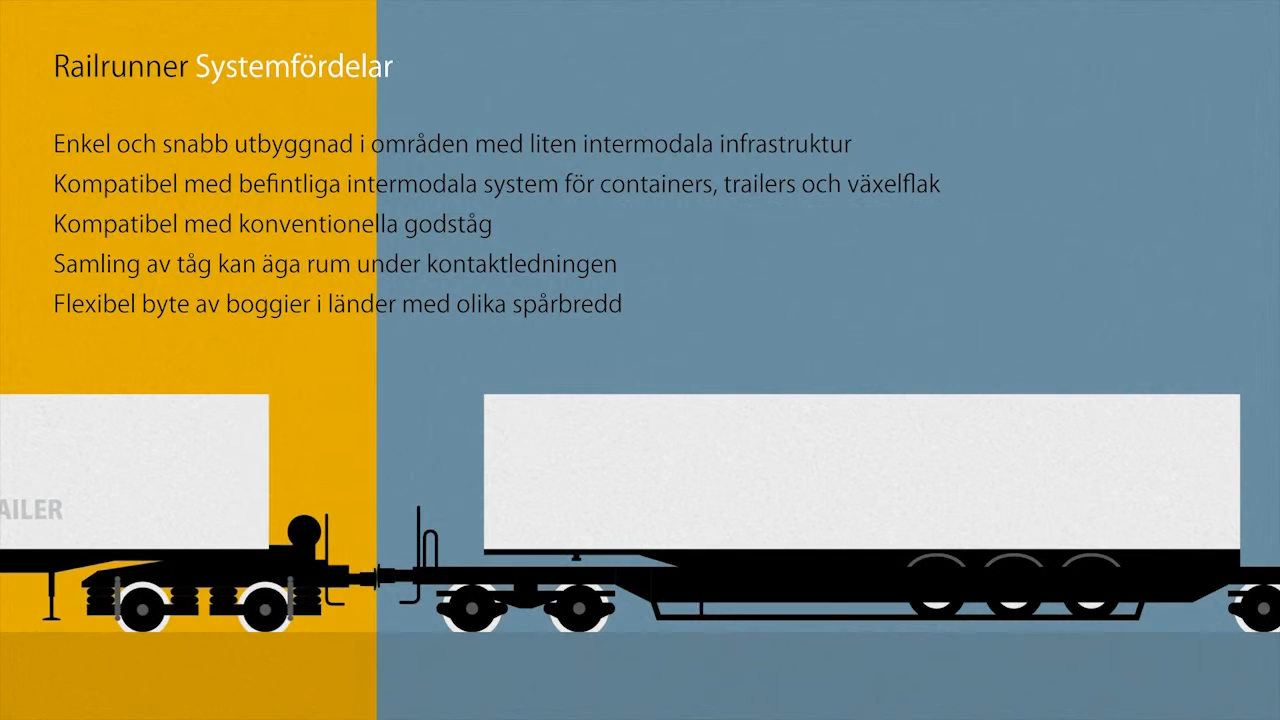 Railrunner Systemfördelar
Enkel och snabb utbyggnad i områden med liten intermodala infrastruktur
Kompatibel med befintliga intermodala system för containers, trailers och växelflak
Kompatibel med konventionella godståg
Samling av tåg kan äga rum under kontaktledningen
Flexibel byte av boggier i länder med olika spårbredd
AILER